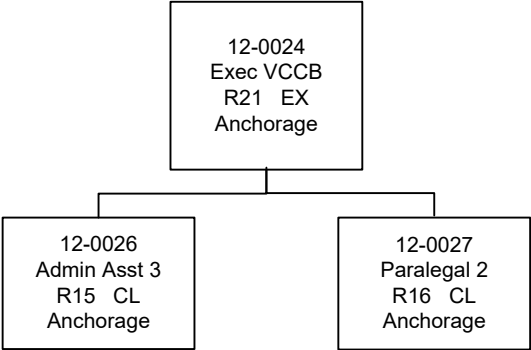 12-0024
Exec VCCB
R21 EX
Anchorage
12-0026
Admin Asst 3
R15 CL
Anchorage
12-0027
Paralegal 2
R16 CL
Anchorage